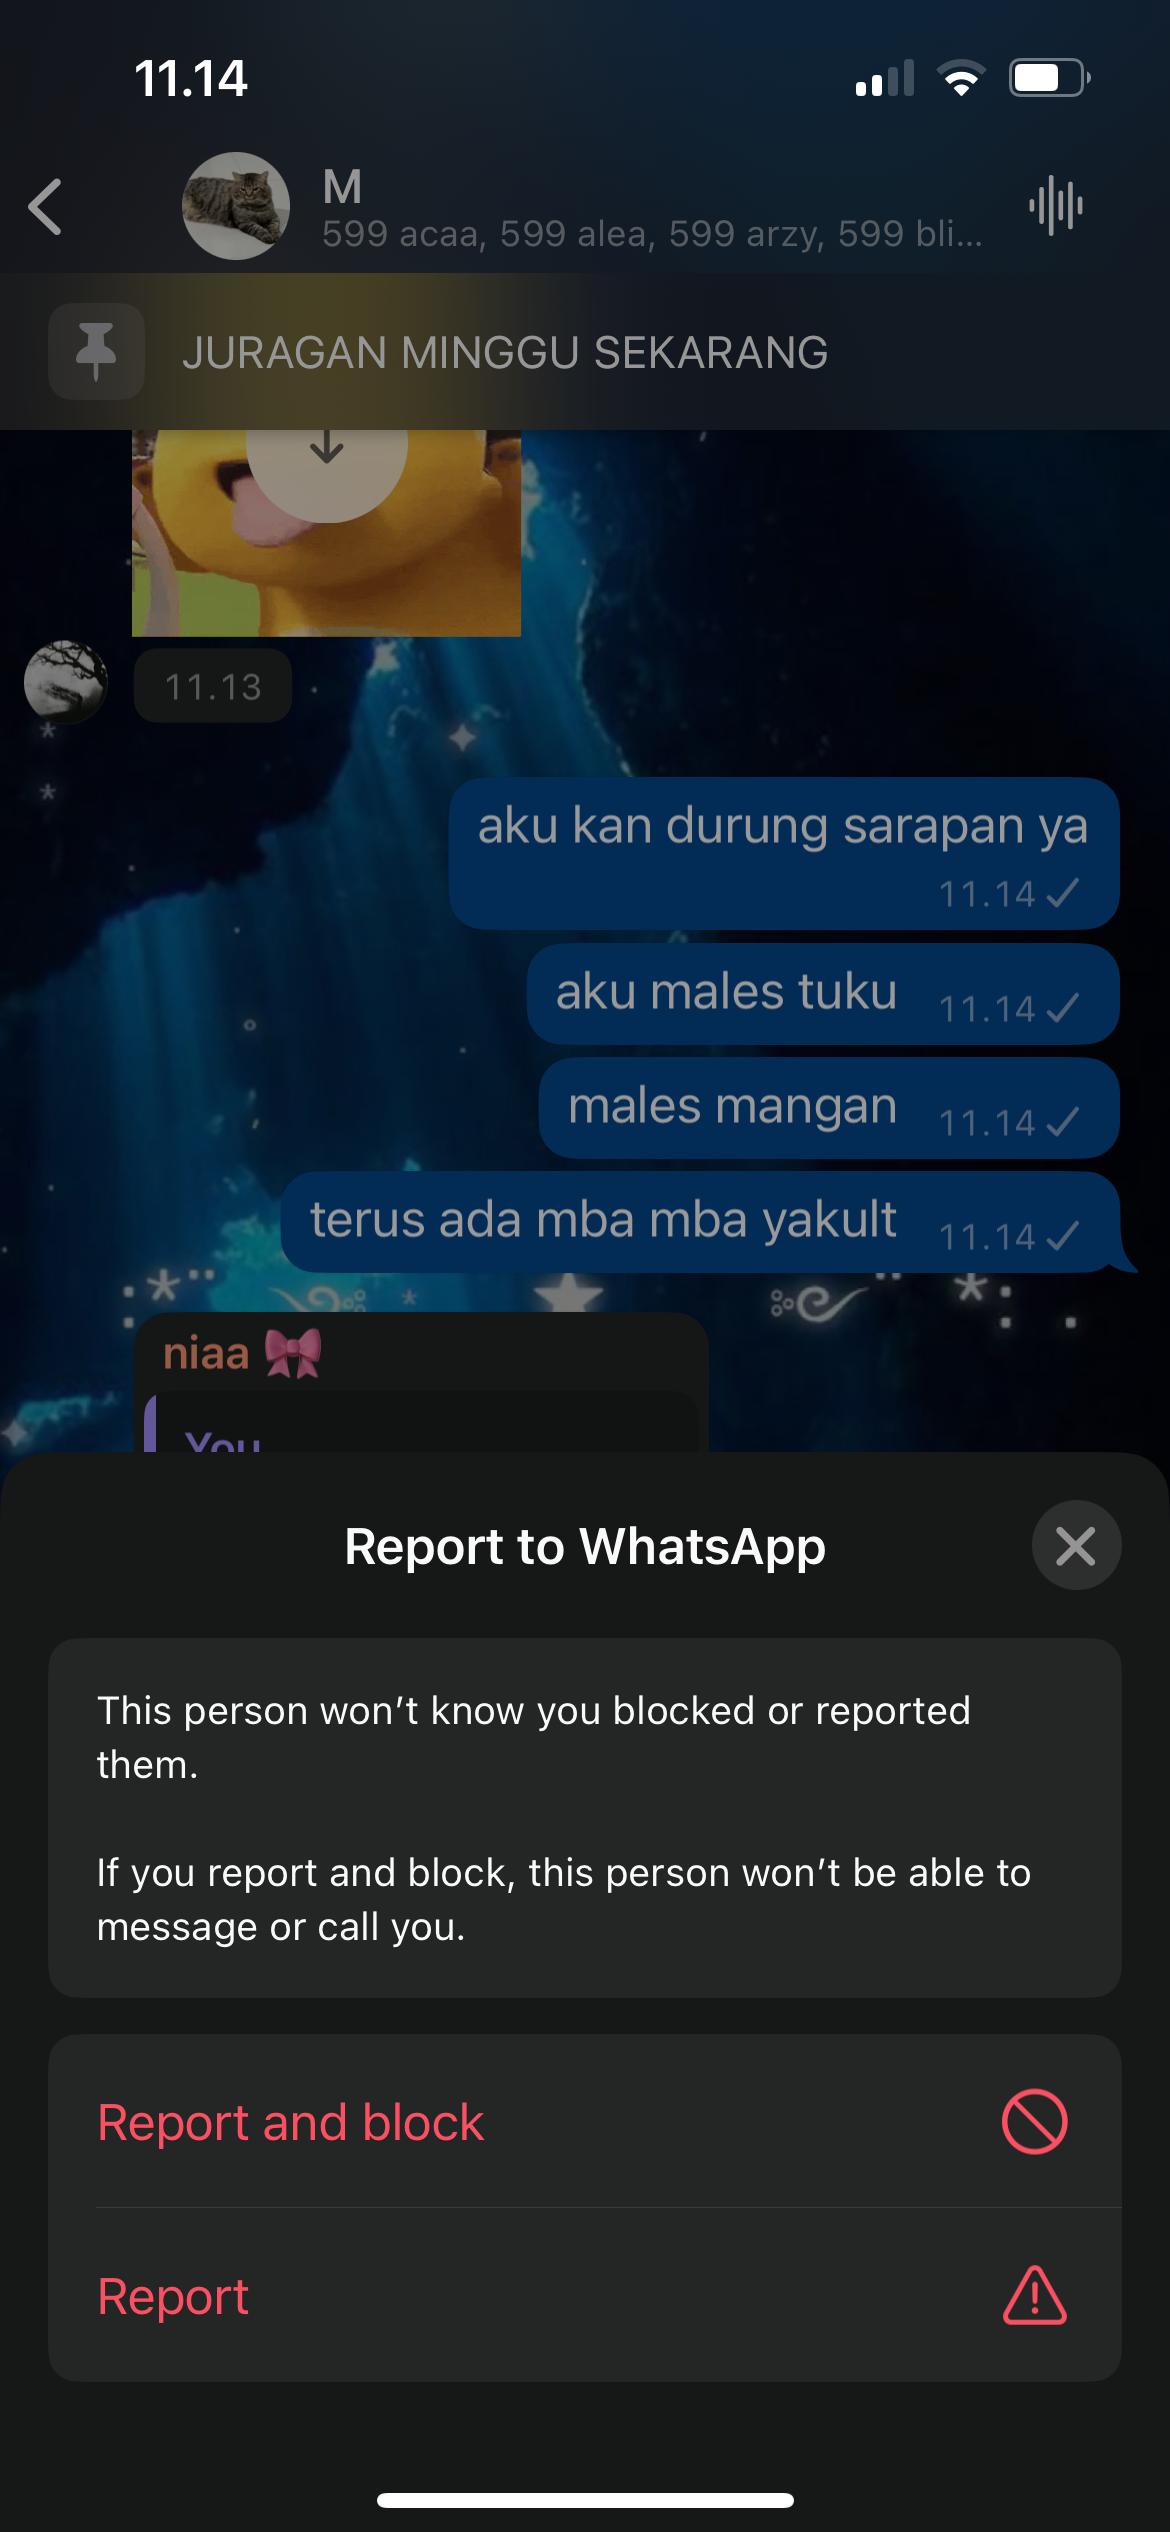 11.14
M
599 acaa, 599 alea, 599 arzy, 599 bli...
JURAGAN MINGGU SEKARANG
11.13
aku kan durung sarapan ya
11.14
aku males tuku 11.14
males mangan 11.14
terus ada mba mba yakult 11.14
niaa 🎀
You
Report to WhatsApp
This person won’t know you blocked or reported
them.
If you report and block, this person won’t be able to
message or call you.
Report and block
Report